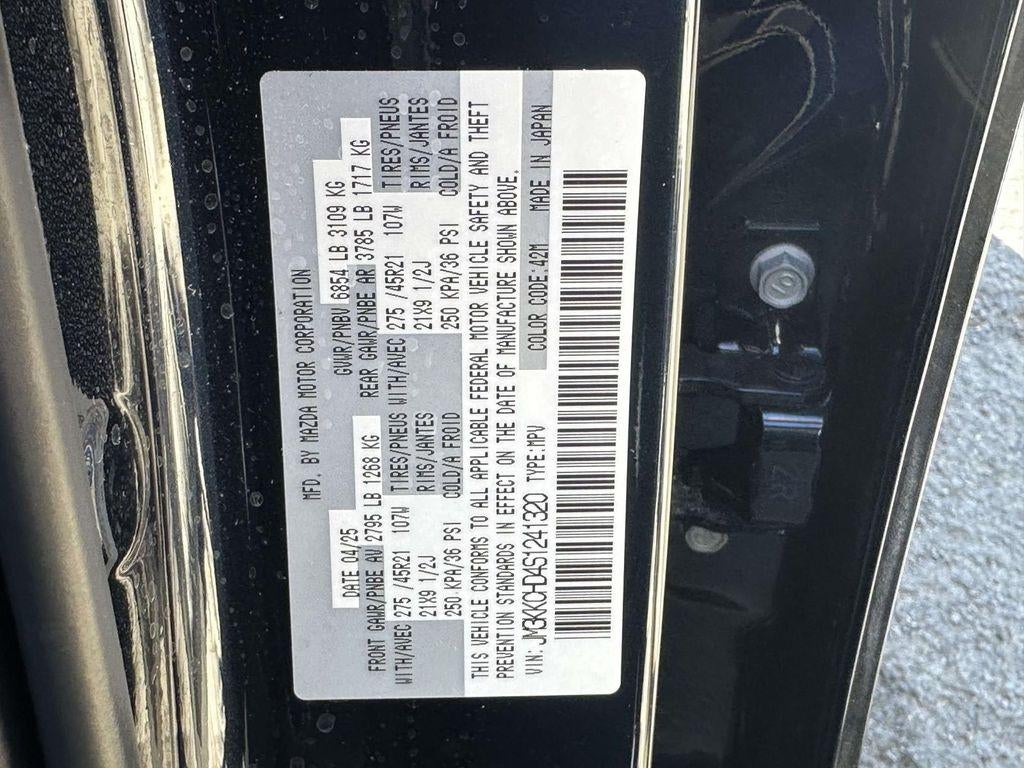 MFD. BY MAZDA MOTOR CORPORATION
DATE 04/25 GVWR/PNBV 6854 LB 3109 KG
FRONT GAWR/PNBE AV 2795 LB 1268 KG REAR GAWR/PNBE AR 3785 LB 1717 KG
WITH/AVEC 275 /45R21 107W TIRES/PNEUS WITH/AVEC 275 /45R21 107W TIRES/PNEUS
21X9 1/2J RIMS/JANTES 21X9 1/2J RIMS/JANTES
250 KPA/36 PSI COLD/A FROID 250 KPA/36 PSI COLD/A FROID
THIS VEHICLE CONFORMS TO ALL APPLICABLE FEDERAL MOTOR VEHICLE SAFETY AND THEFT
PREVENTION STANDARDS IN EFFECT ON THE DATE OF MANUFACTURE SHOWN ABOVE.
VIN: JM3KKCHD4S1241320 TYPE:MPV COLOR CODE:42M MADE IN JAPAN